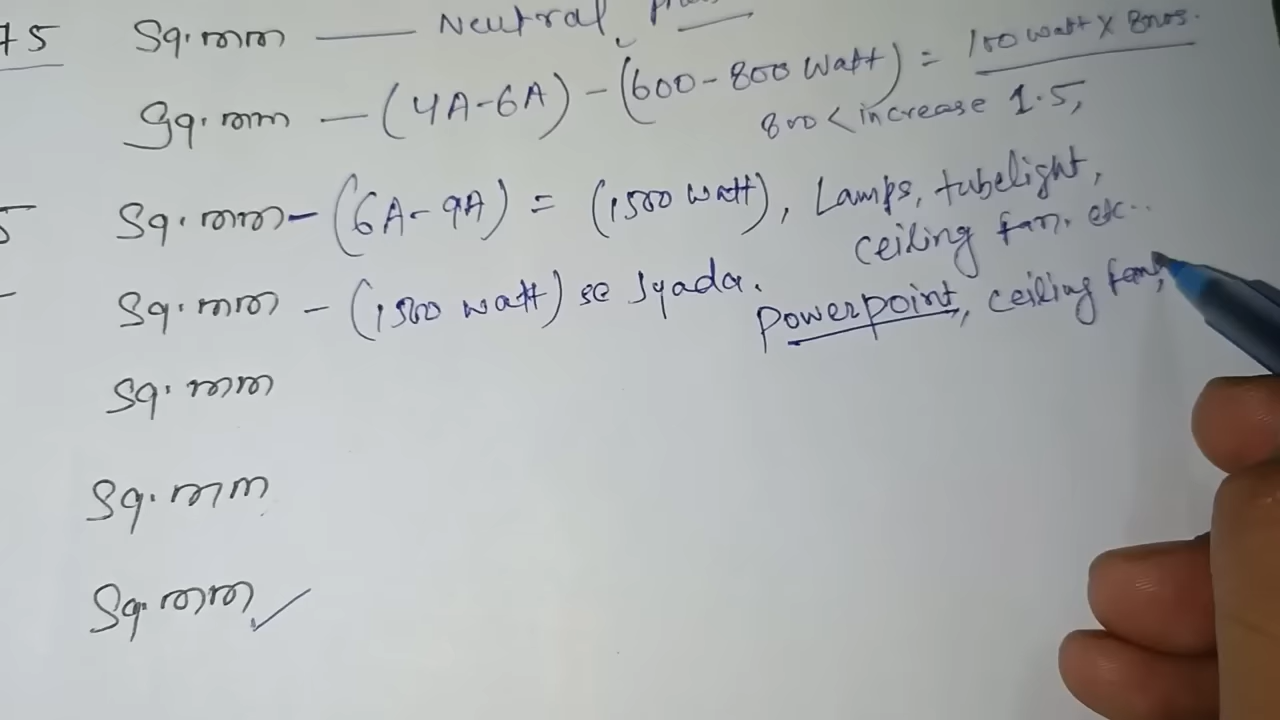 75 Sq.mm — Neutral,
Sq.mm — (4A-6A) - (600-800 Watt) = 100 watt X 8nos.
800 < increase 1.5,
5 Sq.mm - (6A-9A) = (1500 watt), Lamps, tubelight,
ceiling fan. etc..
Sq.mm - (1500 watt) se Jyada.
Powerpoint, ceiling fan,
Sq.mm
Sq.mm
Sq.mm